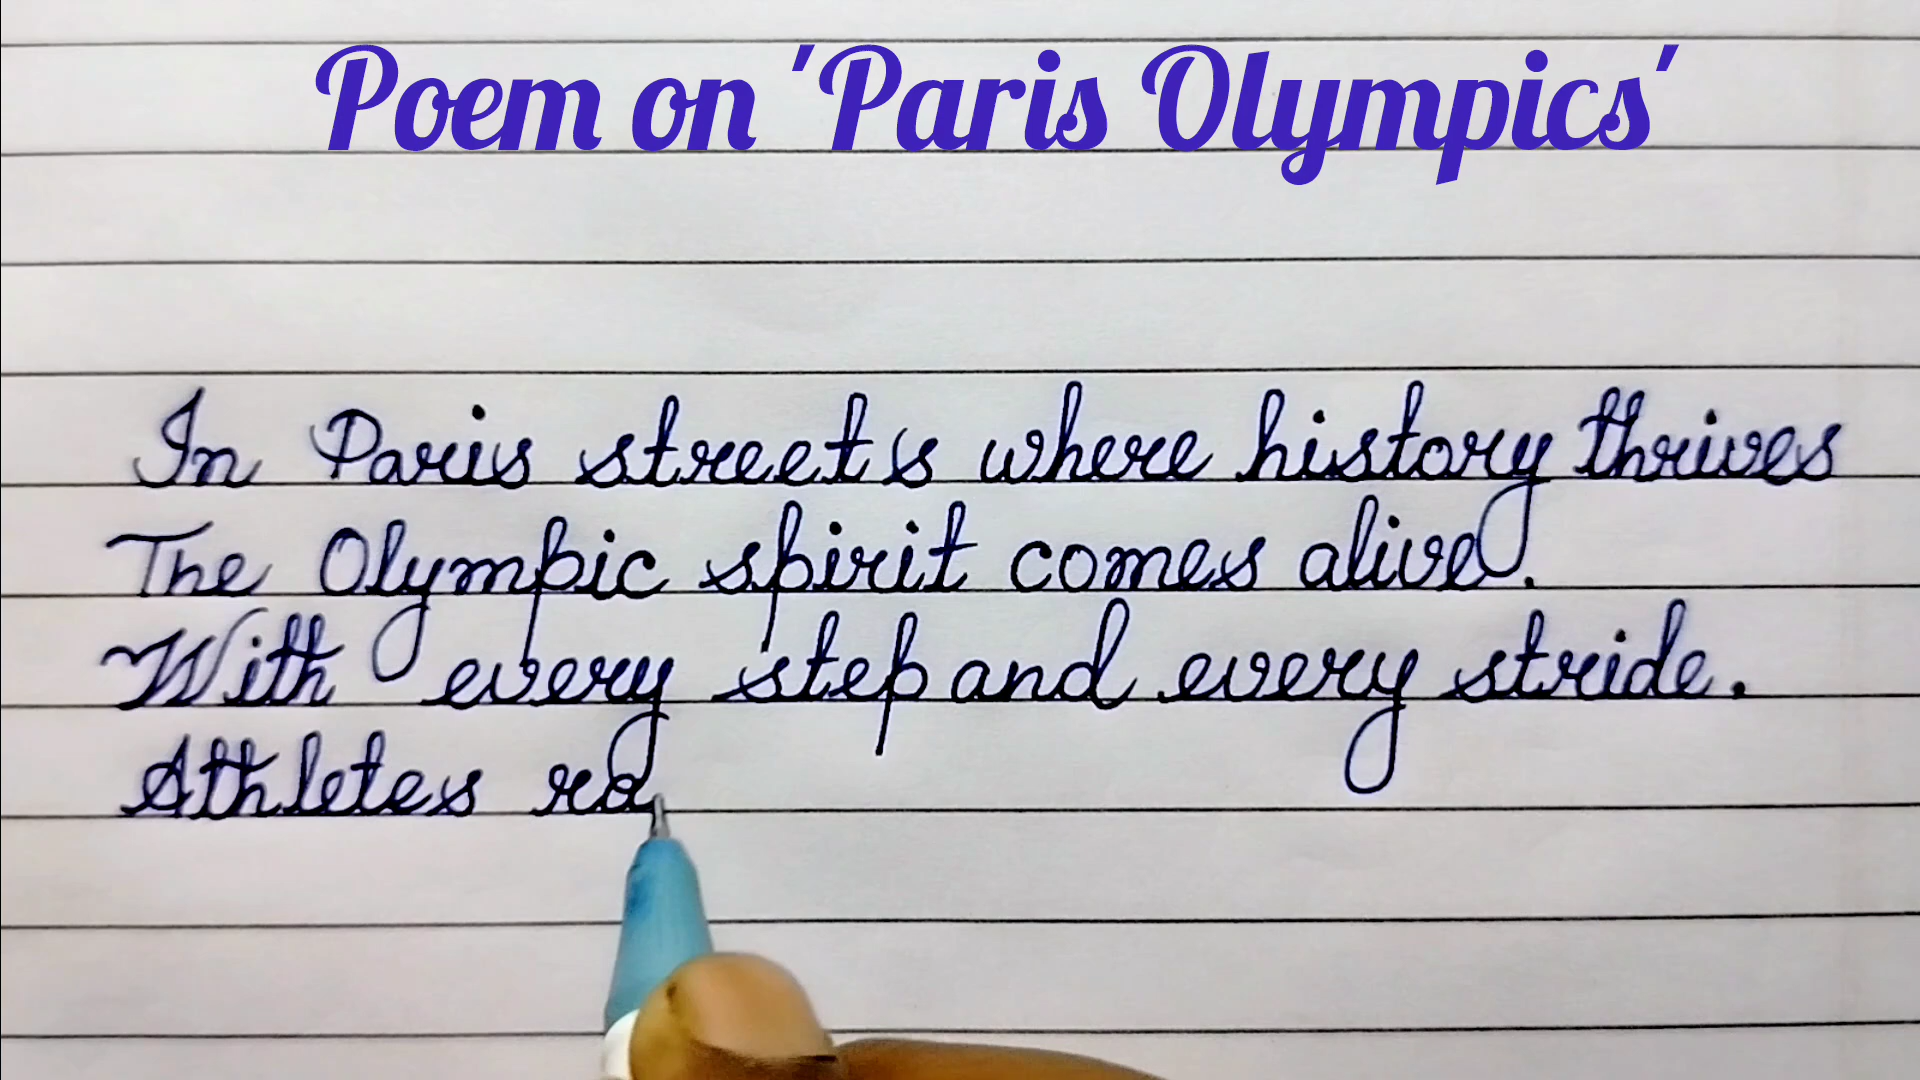 Poem on 'Paris Olympics'
In Paris streets where history thrives
The Olympic spirit comes alive.
With every step and every stride.
Athletes ra